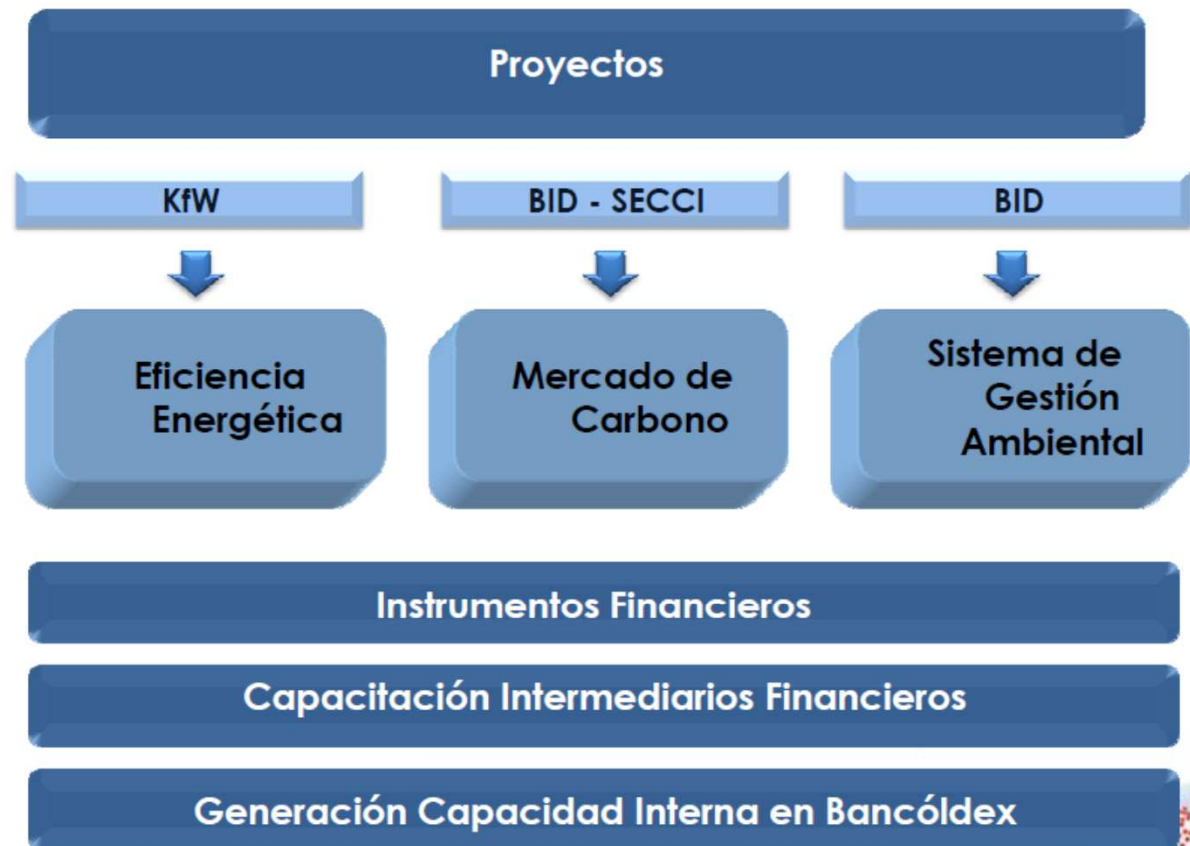 Proyectos
KfW
BID - SECCI
BID
Eficiencia
Energética
Mercado de
Carbono
Sistema de
Gestión
Ambiental
Instrumentos Financieros
Capacitación Intermediarios Financieros
Generación Capacidad Interna en Bancóldex